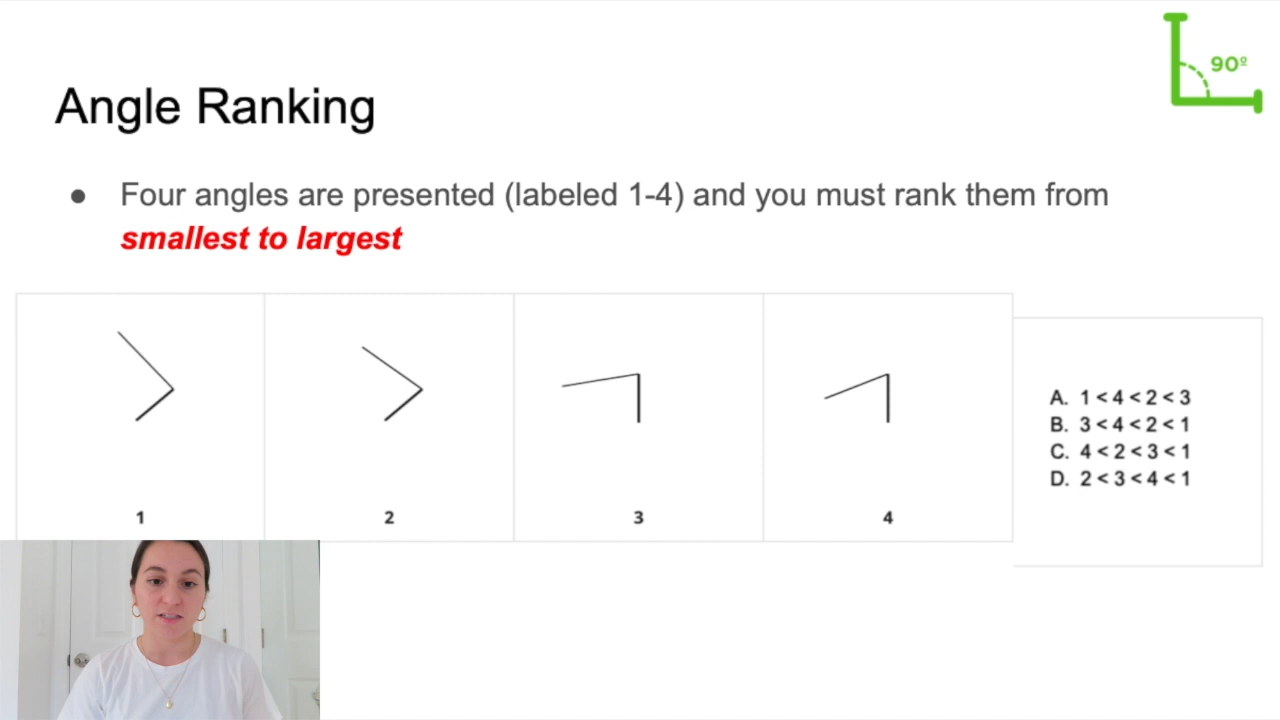 90º
Angle Ranking
● Four angles are presented (labeled 1-4) and you must rank them from
smallest to largest
A. 1 < 4 < 2 < 3
B. 3 < 4 < 2 < 1
C. 4 < 2 < 3 < 1
D. 2 < 3 < 4 < 1
1 2 3 4